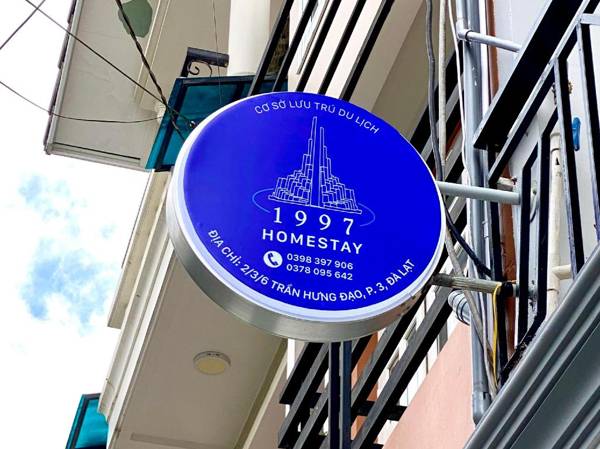 CƠ SỞ LƯU TRÚ DU LỊCH
1997
HOMESTAY
0398 397 906
0378 095 642
ĐỊA CHỈ: 2/3/6 TRẦN HƯNG ĐẠO, P. 3, ĐÀ LẠT